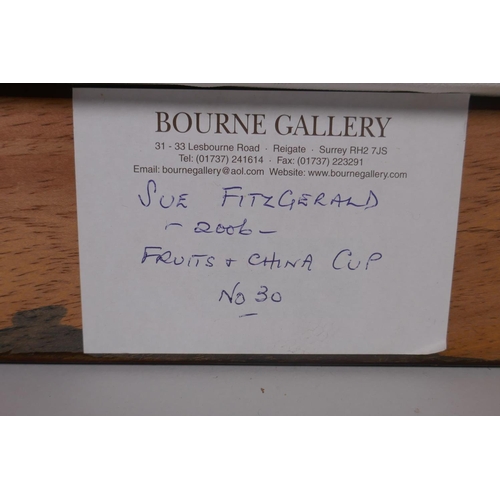 BOURNE GALLERY
31 - 33 Lesbourne Road · Reigate · Surrey RH2 7JS
Tel: (01737) 241614 · Fax: (01737) 223291
Email: bournegallery@aol.com Website: www.bournegallery.com
SUE FITZGERALD
- 2006 -
FRUITS + CHINA CUP
No 30